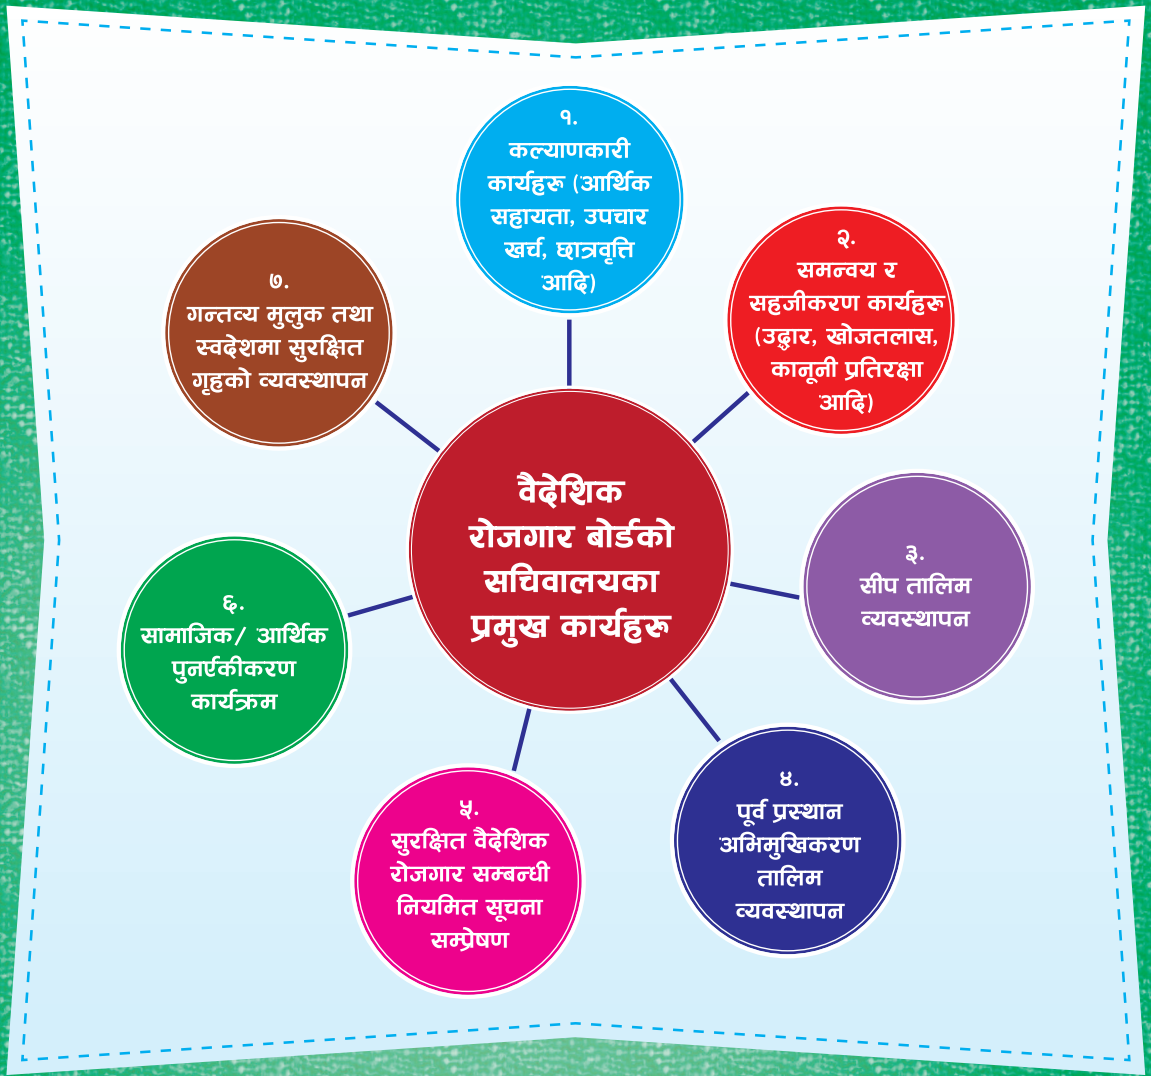 वैदेशिक
रोजगार बोर्डको
सचिवालयका
प्रमुख कार्यहरू
१.
कल्याणकारी
कार्यहरू (आर्थिक
सहायता, उपचार
खर्च, छात्रवृत्ति
आदि)
२.
समन्वय र
सहजीकरण कार्यहरू
(उद्धार, खोजतलास,
कानूनी प्रतिरक्षा
आदि)
३.
सीप तालिम
व्यवस्थापन
४.
पूर्व प्रस्थान
अभिमुखिकरण
तालिम
व्यवस्थापन
५.
सुरक्षित वैदेशिक
रोजगार सम्बन्धी
नियमित सूचना
सम्प्रेषण
६.
सामाजिक/ आर्थिक
पुनर्एकीकरण
कार्यक्रम
७.
गन्तव्य मुलुक तथा
स्वदेशमा सुरक्षित
गृहको व्यवस्थापन